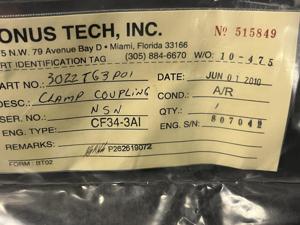 ONUS TECH, INC. Nº 515849
5 N.W. 79 Avenue Bay D • Miami, Florida 33166
RT IDENTIFICATION TAG (305) 884-6670 W/O: 10-475
ART NO.: 3022T63P01 DATE: JUN 01 2010
DESC.: CLAMP COUPLING COND.: A/R
SER. NO.: NSN QTY.: 1
ENG. TYPE: CF34-3A1 ENG. S/N: 807042
P262619072
FORM: BT02